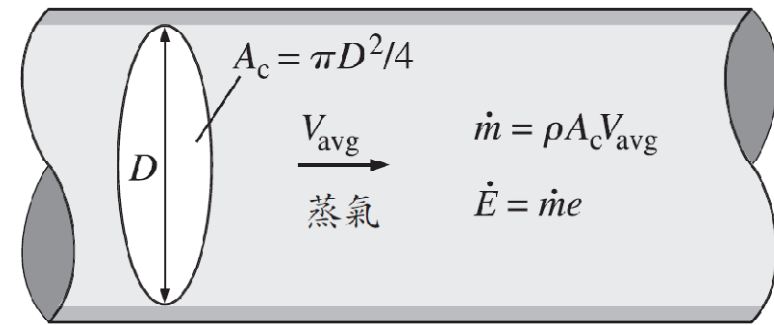 A_c = πD²/4
V_avg
ṁ = ρA_cV_avg
D
蒸氣
Ė = ṁe